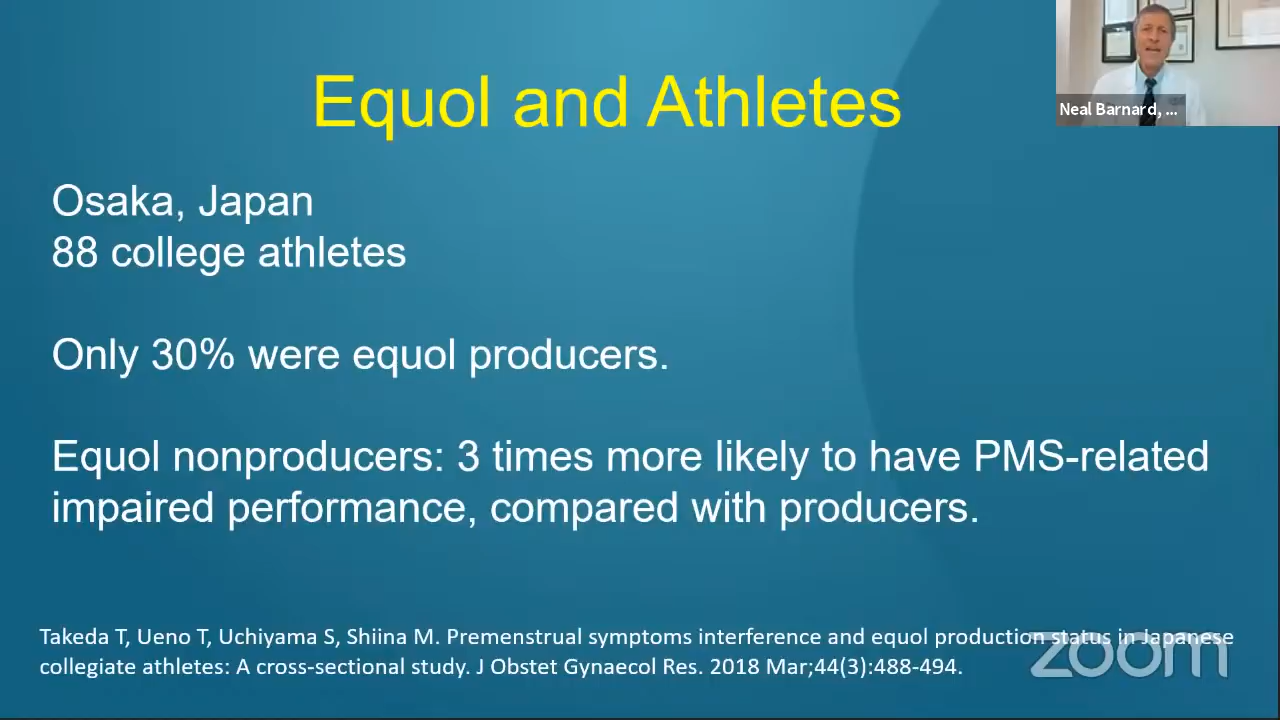 Equol and Athletes
Neal Barnard, ...
Osaka, Japan
88 college athletes
Only 30% were equol producers.
Equol nonproducers: 3 times more likely to have PMS-related
impaired performance, compared with producers.
Takeda T, Ueno T, Uchiyama S, Shiina M. Premenstrual symptoms interference and equol production status in Japanese
collegiate athletes: A cross-sectional study. J Obstet Gynaecol Res. 2018 Mar;44(3):488-494.
zoom